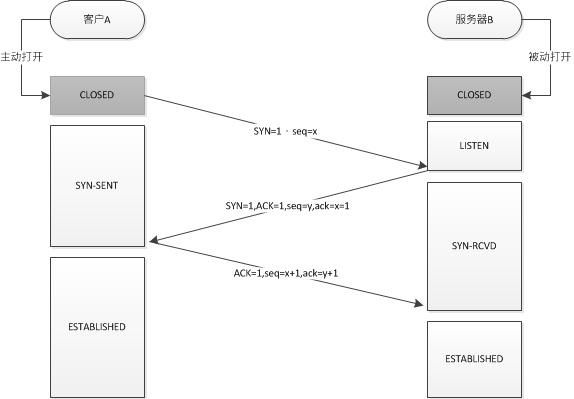 客户A
服务器B
主动打开
被动打开
CLOSED
CLOSED
SYN=1，seq=x
LISTEN
SYN-SENT
SYN=1,ACK=1,seq=y,ack=x=1
SYN-RCVD
ACK=1,seq=x+1,ack=y+1
ESTABLISHED
ESTABLISHED